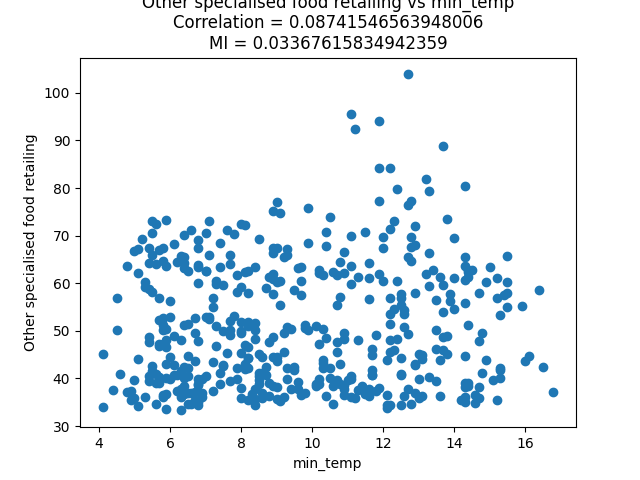 Other specialised food retailing vs min_temp
Correlation = 0.08741546563948006
MI = 0.03367615834942359
Other specialised food retailing
100
90
80
70
60
50
40
30
4 6 8 10 12 14 16
min_temp